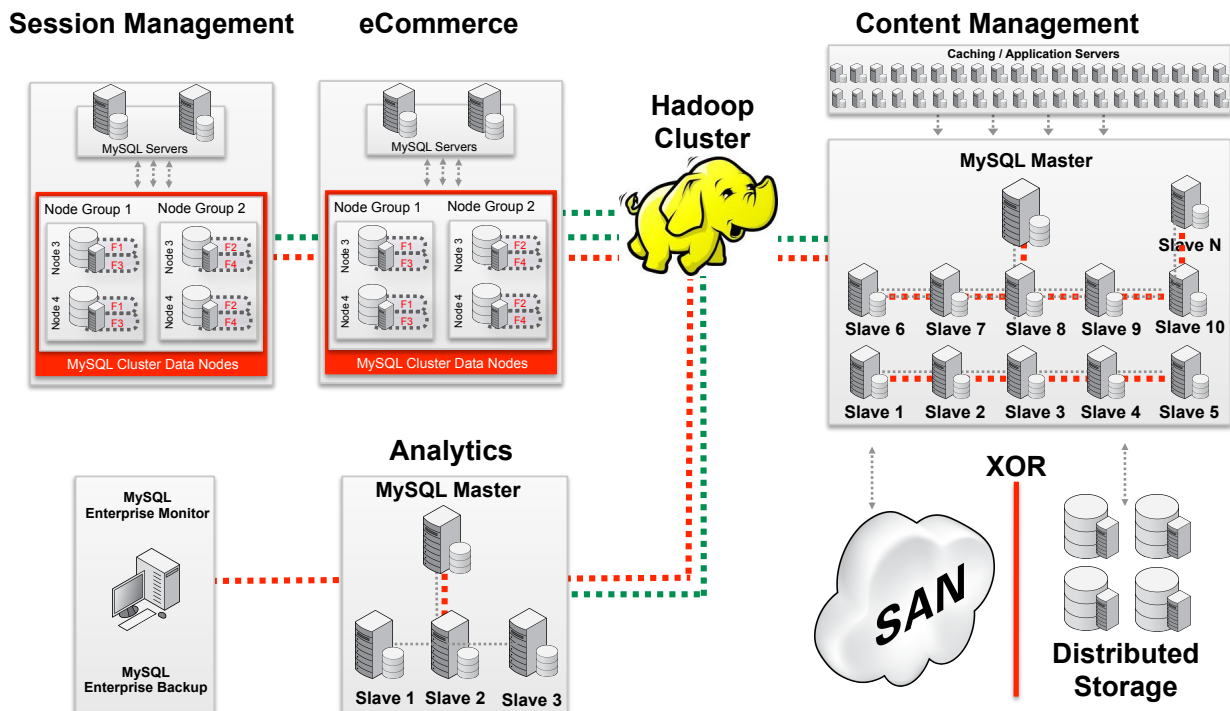 Session Management
eCommerce
Content Management
Caching / Application Servers
MySQL Servers
Node Group 1
Node Group 2
Node 3
F1
F3
Node 3
F2
F4
Node 4
F1
F3
Node 4
F2
F4
MySQL Cluster Data Nodes
MySQL Servers
Node Group 1
Node Group 2
Node 3
F1
F3
Node 3
F2
F4
Node 4
F1
F3
Node 4
F2
F4
MySQL Cluster Data Nodes
Hadoop
Cluster
MySQL Master
Slave N
Slave 6
Slave 7
Slave 8
Slave 9
Slave 10
Slave 1
Slave 2
Slave 3
Slave 4
Slave 5
MySQL
Enterprise Monitor
MySQL
Enterprise Backup
Analytics
MySQL Master
Slave 1
Slave 2
Slave 3
XOR
SAN
Distributed
Storage